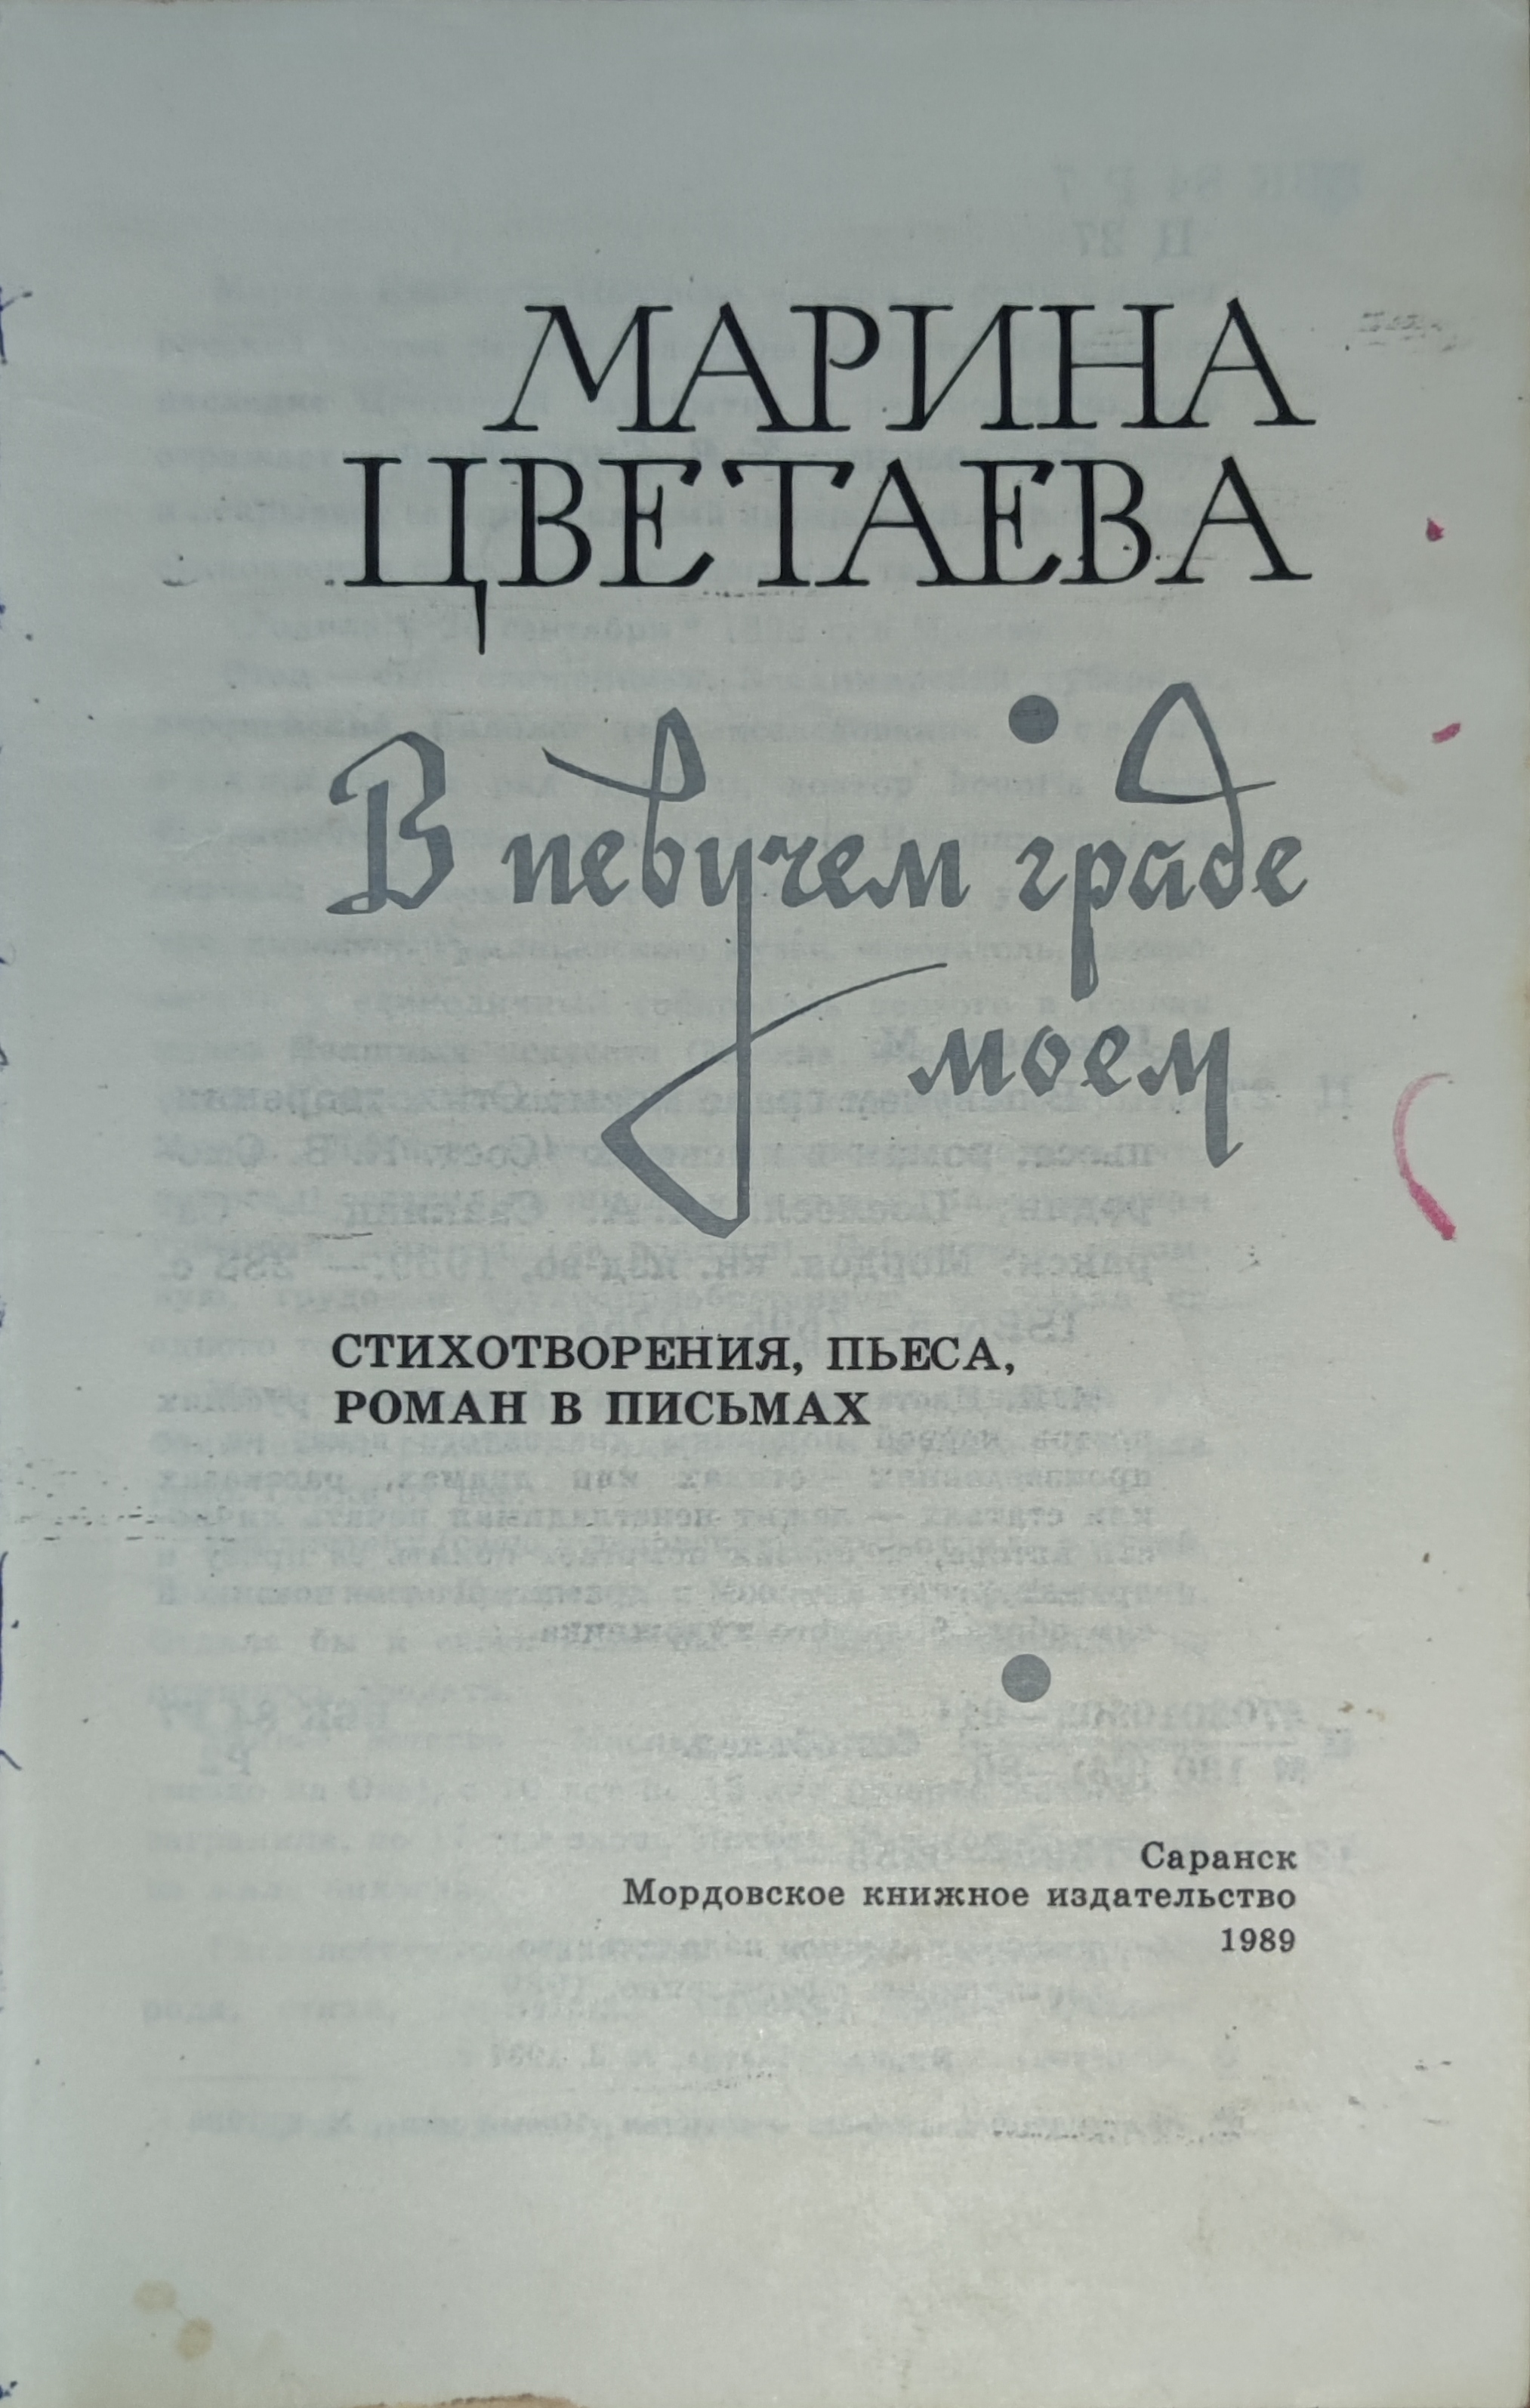 МАРИНА
ЦВЕТАЕВА
В певучем граде
моем
СТИХОТВОРЕНИЯ, ПЬЕСА,
РОМАН В ПИСЬМАХ
Саранск
Мордовское книжное издательство
1989